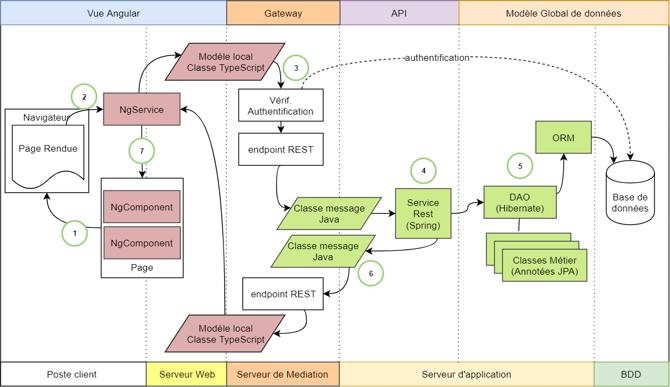 Vue Angular
Gateway
API
Modèle Global de données
Modèle local
Classe TypeScript
3
authentification
2
NgService
Vérif.
Authentification
Navigateur
Page Rendue
7
endpoint REST
ORM
4
5
NgComponent
NgComponent
Page
1
Classe message
Java
Service
Rest
(Spring)
DAO
(Hibernate)
Base de
données
Classe message
Java
6
Classes Métier
(Annotées JPA)
endpoint REST
Modèle local
Classe TypeScript
Poste client
Serveur Web
Serveur de Mediation
Serveur d'application
BDD